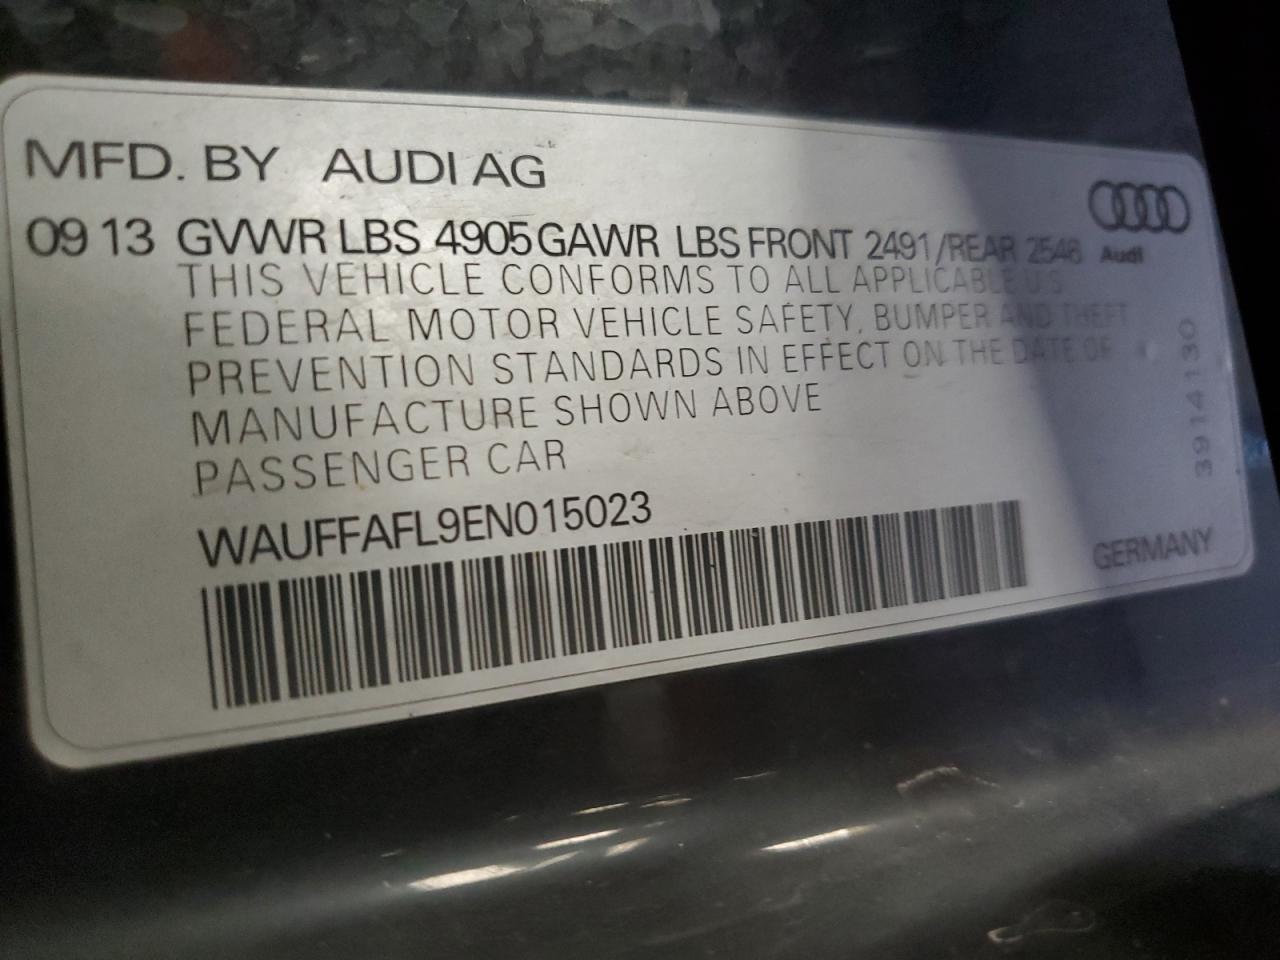 MFD. BY AUDI AG
09 13 GVWR LBS 4905 GAWR LBS FRONT 2491/REAR 2546
Audi
THIS VEHICLE CONFORMS TO ALL APPLICABLE U.S.
FEDERAL MOTOR VEHICLE SAFETY, BUMPER AND THEFT
PREVENTION STANDARDS IN EFFECT ON THE DATE OF
MANUFACTURE SHOWN ABOVE
PASSENGER CAR
WAUFFAFL9EN015023
3914130
GERMANY